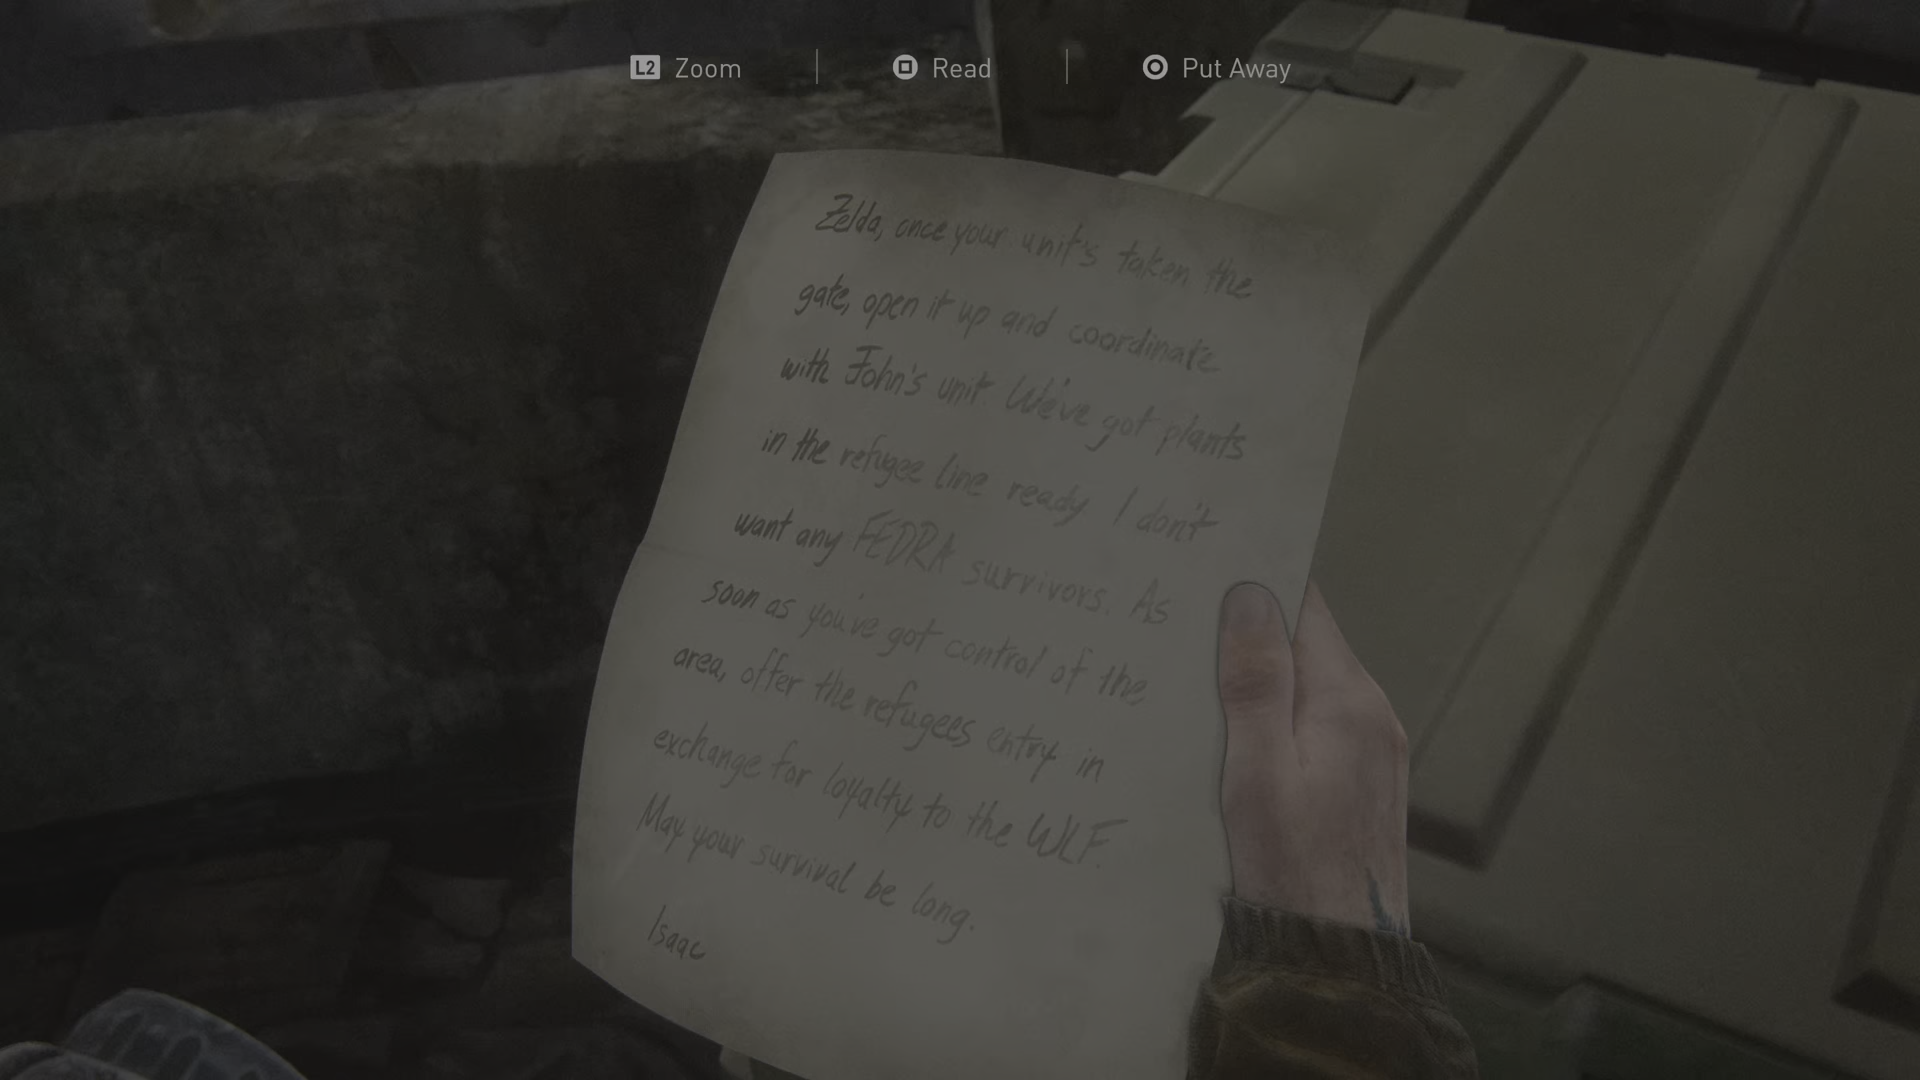 L2 Zoom | Read | Put Away
Zelda, once your unit's taken the
gate, open it up and coordinate
with John's unit. We've got plants
in the refugee line ready. I don't
want any FEDRA survivors. As
soon as you've got control of the
area, offer the refugees entry in
exchange for loyalty to the WLF.
May your survival be long.
Isaac